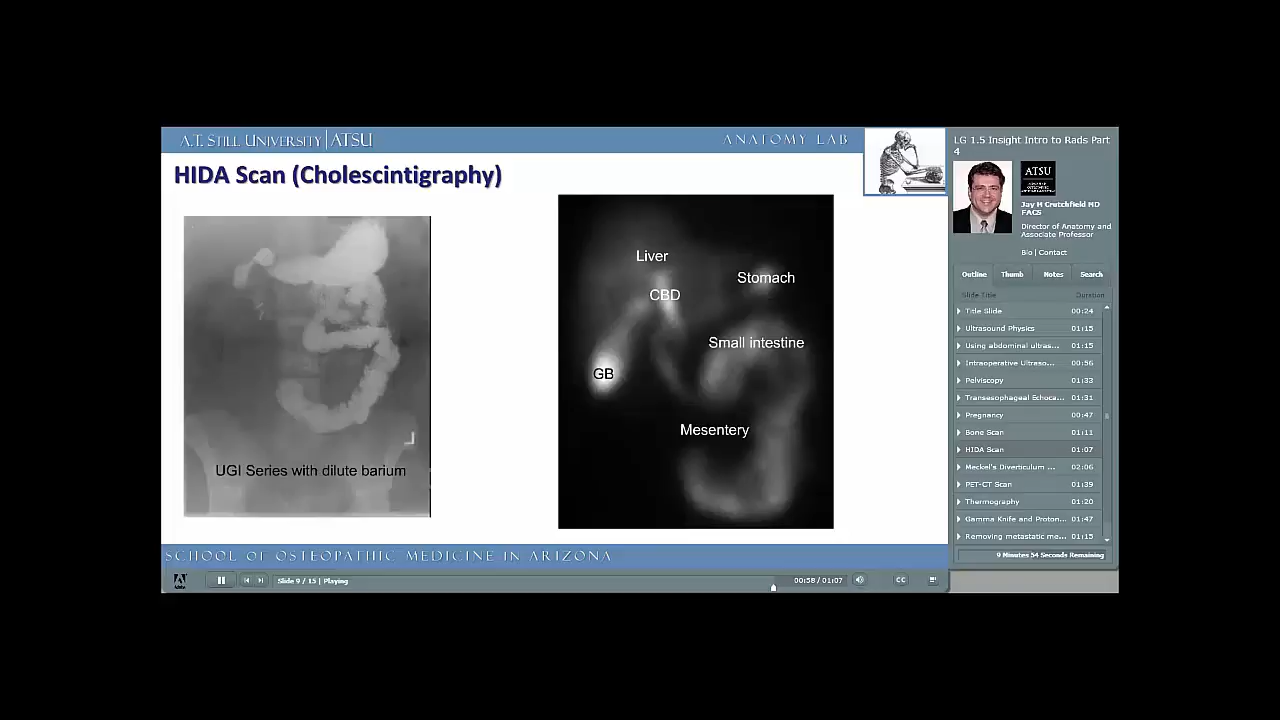 A.T. STILL UNIVERSITY | ATSU
ANATOMY LAB
HIDA Scan (Cholescintigraphy)
UGI Series with dilute barium
Liver
Stomach
CBD
Small intestine
GB
Mesentery
SCHOOL OF OSTEOPATHIC MEDICINE IN ARIZONA
Slide 9 / 15 | Playing
00:58 / 01:07
CC
LG 1.5 Insight Intro to Rads Part
4
ATSU
Jay M Crutchfield MD
FACS
Director of Anatomy and
Associate Professor
Bio | Contact
Outline Thumb Notes Search
Slide Title Duration
Title Slide 00:24
Ultrasound Physics 01:15
Using abdominal ultras... 01:15
Intraoperative Ultraso... 00:56
Pelviscopy 01:33
Transesophageal Echoca... 01:31
Pregnancy 00:47
Bone Scan 01:11
HIDA Scan 01:07
Meckel's Diverticulum ... 02:06
PET-CT Scan 01:39
Thermography 01:20
Gamma Knife and Proton... 01:47
Removing metastatic me... 01:15
9 Minutes 54 Seconds Remaining